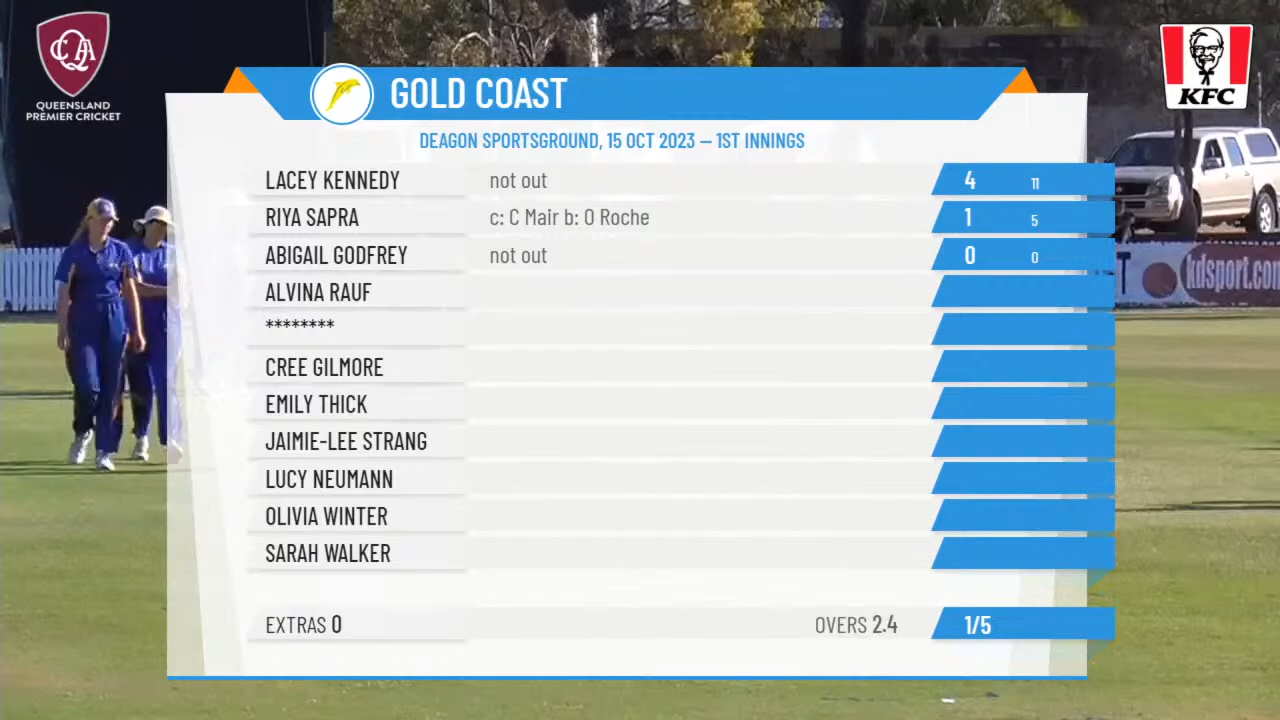 QUEENSLAND
PREMIER CRICKET
KFC
GOLD COAST
DEAGON SPORTSGROUND, 15 OCT 2023 – 1ST INNINGS
LACEY KENNEDY not out 4 11
RIYA SAPRA c: C Mair b: O Roche 1 5
ABIGAIL GODFREY not out 0 0
ALVINA RAUF
********
CREE GILMORE
EMILY THICK
JAIMIE-LEE STRANG
LUCY NEUMANN
OLIVIA WINTER
SARAH WALKER
EXTRAS 0 OVERS 2.4 1/5
kdsport.com